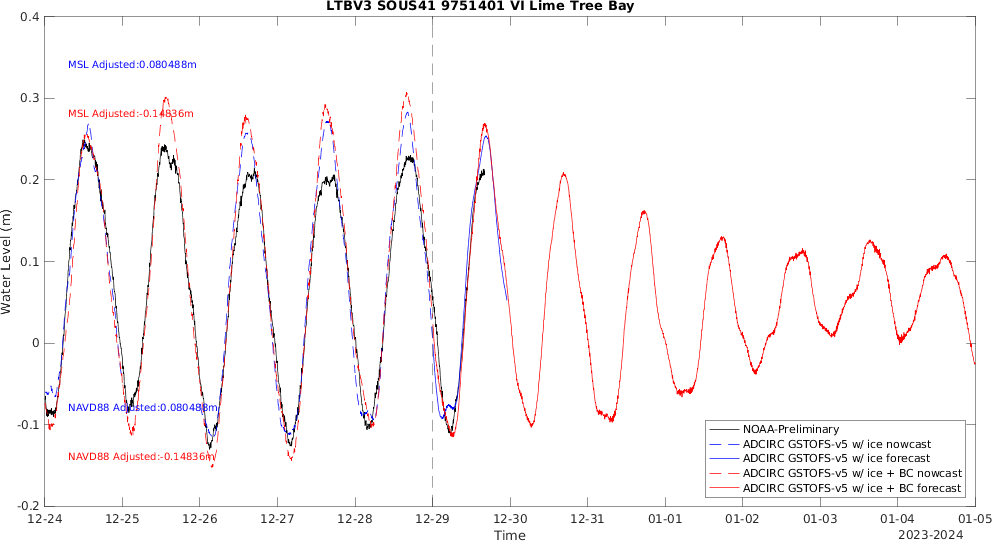 LTBV3 SOUS41 9751401 VI Lime Tree Bay
0.4
MSL Adjusted:0.080488m
0.3
MSL Adjusted:-0.14836m
0.2
Water Level (m)
0.1
0
NAVD88 Adjusted:0.080488m
-0.1
NAVD88 Adjusted:-0.14836m
-0.2
NOAA-Preliminary
ADCIRC GSTOFS-v5 w/ ice nowcast
ADCIRC GSTOFS-v5 w/ ice forecast
ADCIRC GSTOFS-v5 w/ ice + BC nowcast
ADCIRC GSTOFS-v5 w/ ice + BC forecast
12-24 12-25 12-26 12-27 12-28 12-29 12-30 12-31 01-01 01-02 01-03 01-04 01-05
Time
2023-2024